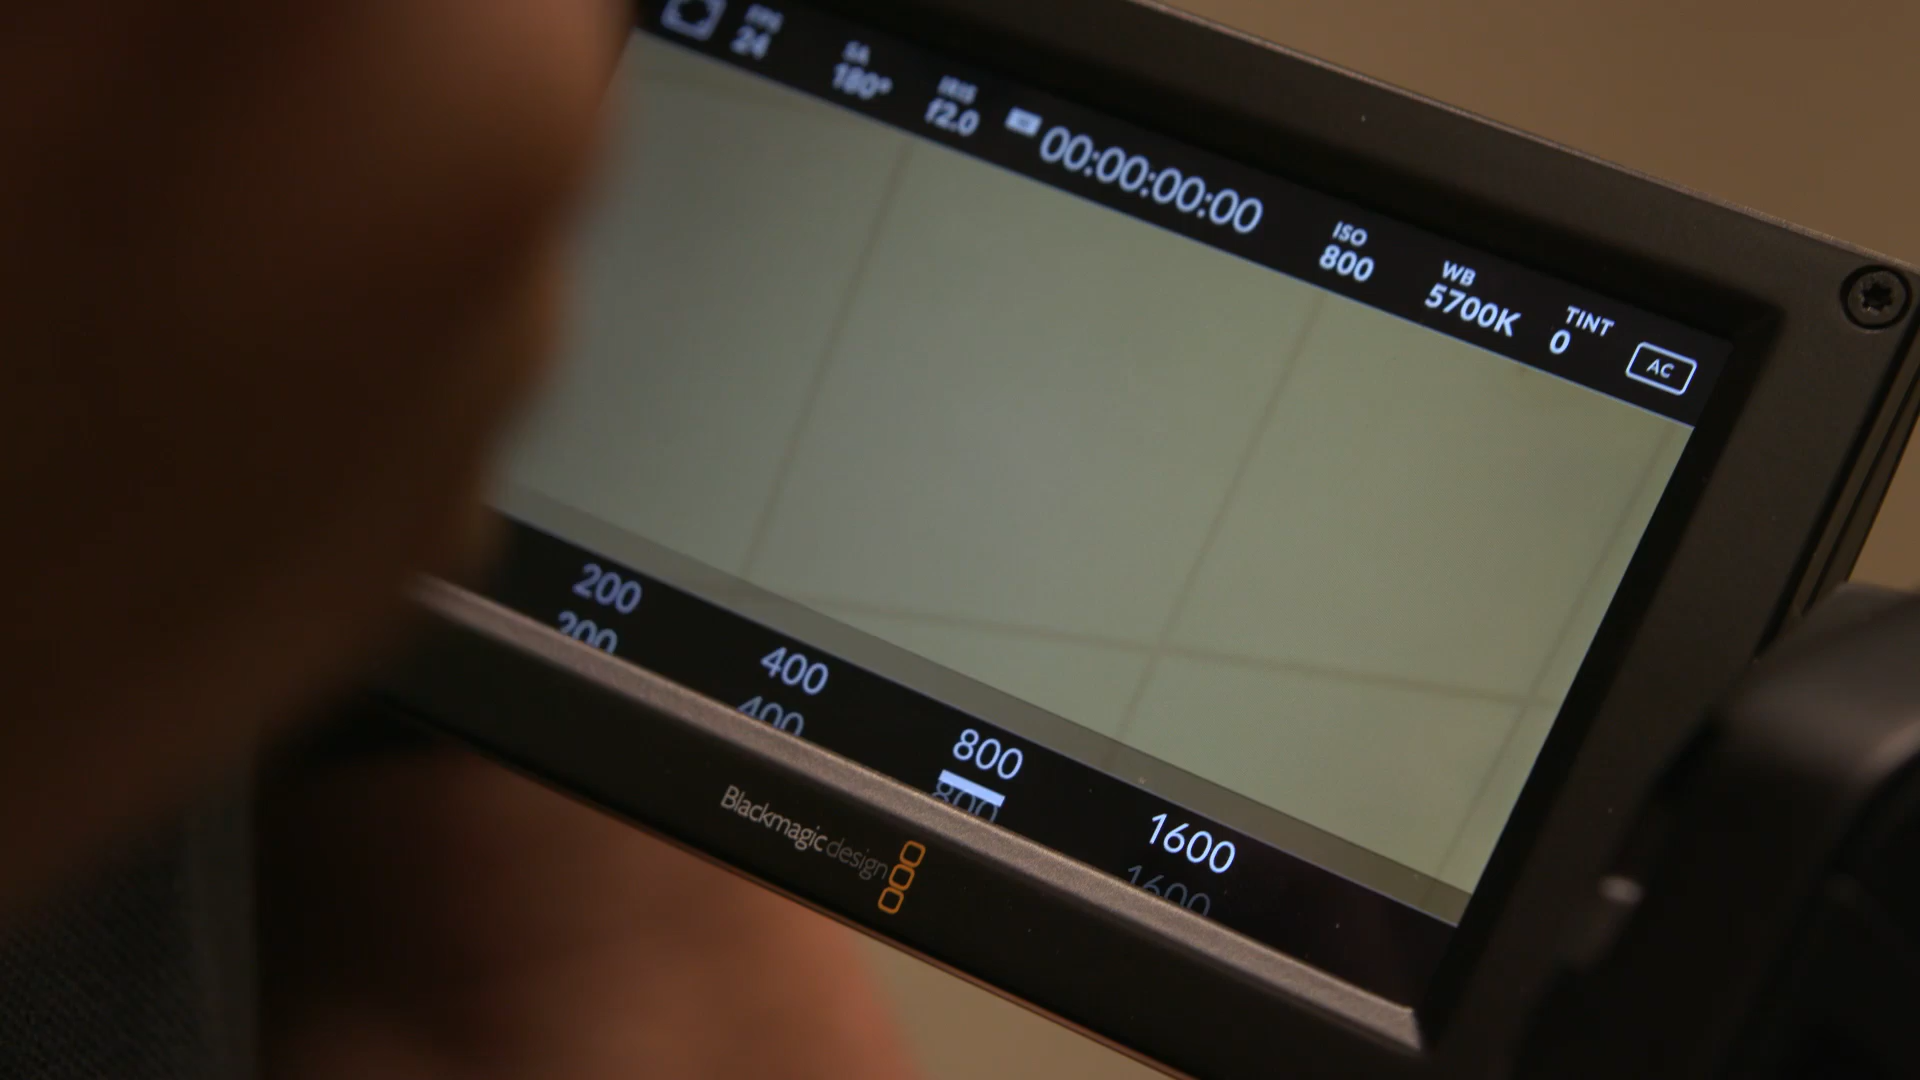 FPS
24
SA
180°
IRIS
f2.0
00:00:00:00
ISO
800
WB
5700K
TINT
0
AC
200
400
800
1600
Blackmagicdesign